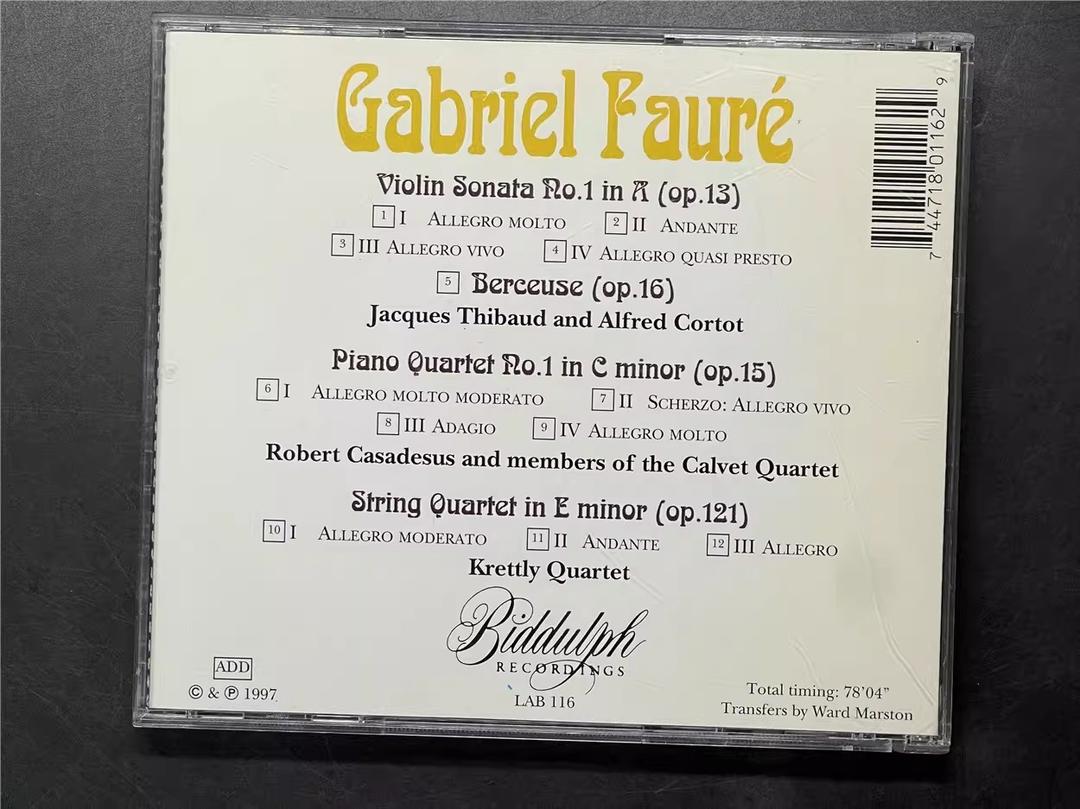 Gabriel Fauré
Violin Sonata No.1 in A (op.13)
1 I ALLEGRO MOLTO 2 II ANDANTE
3 III ALLEGRO VIVO 4 IV ALLEGRO QUASI PRESTO
5 Berceuse (op.16)
Jacques Thibaud and Alfred Cortot
Piano Quartet No.1 in C minor (op.15)
6 I ALLEGRO MOLTO MODERATO 7 II SCHERZO: ALLEGRO VIVO
8 III ADAGIO 9 IV ALLEGRO MOLTO
Robert Casadesus and members of the Calvet Quartet
String Quartet in E minor (op.121)
10 I ALLEGRO MODERATO 11 II ANDANTE 12 III ALLEGRO
Krettly Quartet
Biddulph
RECORDINGS
LAB 116
ADD
© & ℗ 1997
Total timing: 78'04"
Transfers by Ward Marston
7 44718 01162 9